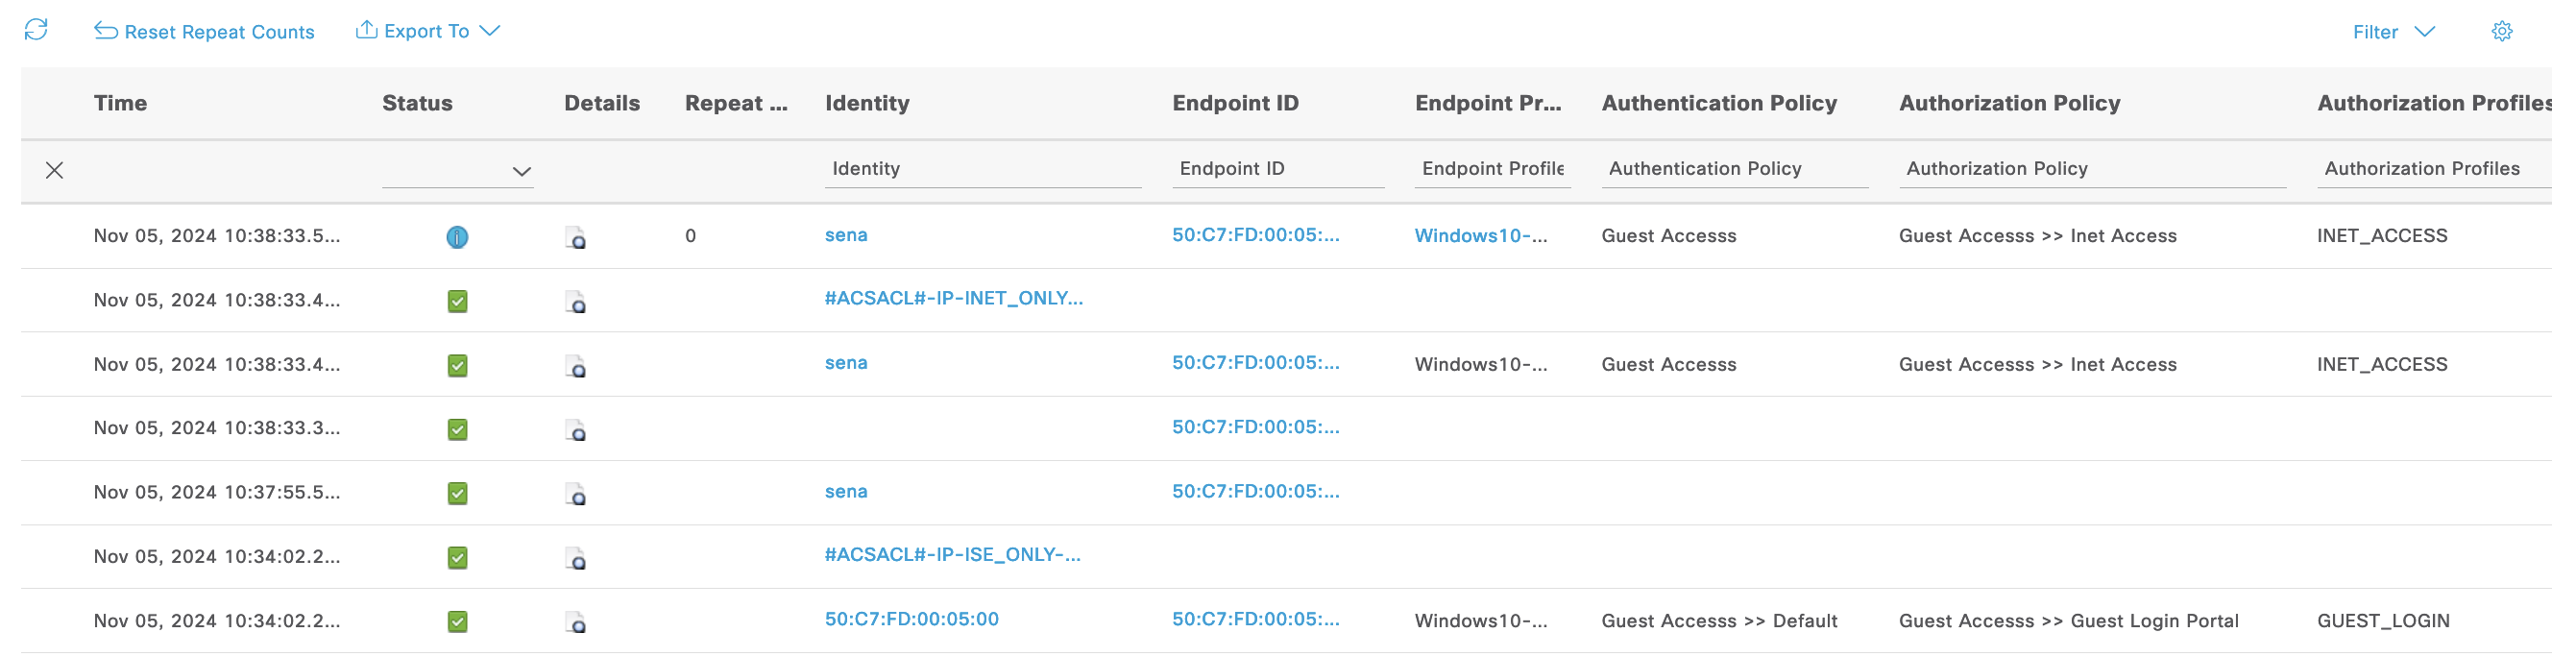 Reset Repeat Counts Export To Filter
Time Status Details Repeat ... Identity Endpoint ID Endpoint Pr... Authentication Policy Authorization Policy Authorization Profiles
Identity Endpoint ID Endpoint Profile Authentication Policy Authorization Policy Authorization Profiles
Nov 05, 2024 10:38:33.5... 0 sena 50:C7:FD:00:05:... Windows10-... Guest Accesss Guest Accesss >> Inet Access INET_ACCESS
Nov 05, 2024 10:38:33.4... #ACSACL#-IP-INET_ONLY...
Nov 05, 2024 10:38:33.4... sena 50:C7:FD:00:05:... Windows10-... Guest Accesss Guest Accesss >> Inet Access INET_ACCESS
Nov 05, 2024 10:38:33.3... 50:C7:FD:00:05:...
Nov 05, 2024 10:37:55.5... sena 50:C7:FD:00:05:...
Nov 05, 2024 10:34:02.2... #ACSACL#-IP-ISE_ONLY-...
Nov 05, 2024 10:34:02.2... 50:C7:FD:00:05:00 50:C7:FD:00:05:... Windows10-... Guest Accesss >> Default Guest Accesss >> Guest Login Portal GUEST_LOGIN